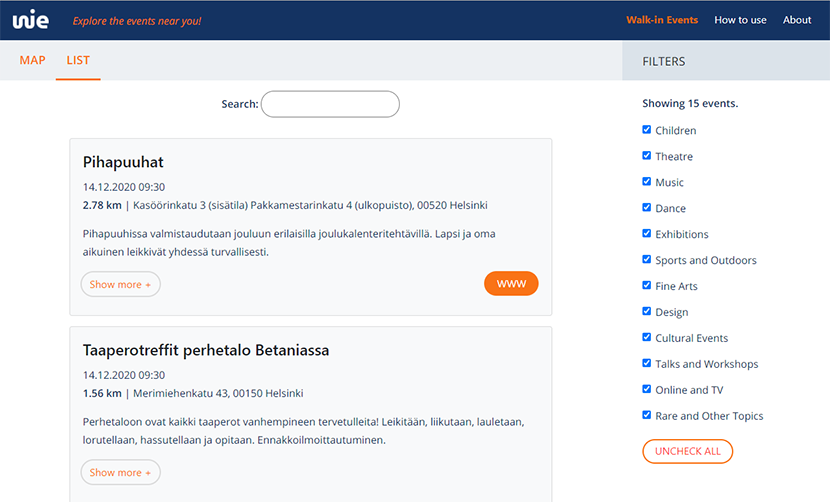 wie
Explore the events near you!
Walk-in Events
How to use
About
MAP
LIST
FILTERS
Search:
Showing 15 events.
Children
Theatre
Music
Dance
Exhibitions
Sports and Outdoors
Fine Arts
Design
Cultural Events
Talks and Workshops
Online and TV
Rare and Other Topics
UNCHECK ALL
Pihapuuhat
14.12.2020 09:30
2.78 km | Kasöörinkatu 3 (sisätila) Pakkamestarinkatu 4 (ulkopuisto), 00520 Helsinki
Pihapuuhissa valmistaudutaan jouluun erilaisilla joulukalenteritehtävillä. Lapsi ja oma
aikuinen leikkivät yhdessä turvallisesti.
Show more +
WWW
Taaperotreffit perhetalo Betaniassa
14.12.2020 09:30
1.56 km | Merimiehenkatu 43, 00150 Helsinki
Perhetaloon ovat kaikki taaperot vanhempineen tervetulleita! Leikitään, liikutaan, lauletaan,
lorutellaan, hassutellaan ja opitaan. Ennakkoilmoittautuminen.
Show more +